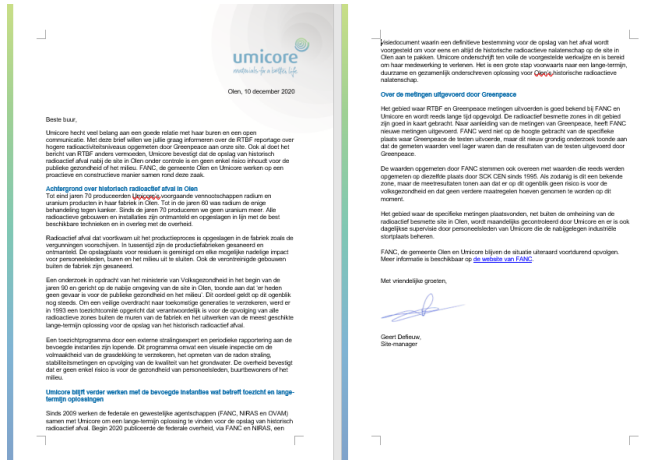 umicore
materials for a better life
Olen, 10 december 2020
Beste buur,
Umicore hecht veel belang aan een goede relatie met haar buren en een open
communicatie. Met deze brief willen we jullie graag informeren over de RTBF reportage over
hogere radioactiviteitsniveaus opgemeten door Greenpeace aan onze site. Ook al doet het
bericht van RTBF anders vermoeden, Umicore bevestigt dat de opslag van historisch
radioactief afval nabij de site in Olen onder controle is en geen enkel risico inhoudt voor de
publieke gezondheid of het milieu. FANC, de gemeente Olen en Umicore werken op een
proactieve en constructieve manier samen rond deze zaak.
Achtergrond over historisch radioactief afval in Olen
Tot eind jaren 70 produceerden Umicore's voorgaande vennootschappen radium en
uranium producten in haar fabriek in Olen. Tot in de jaren 60 was radium de enige
behandeling tegen kanker. Sinds de jaren 70 produceren we geen uranium meer. Alle
radioactieve gebouwen en installaties zijn ontmanteld en opgeslagen in lijn met de best
beschikbare technieken en in overleg met de overheid.
Radioactief afval dat voortkwam uit het productieproces is opgeslagen in de fabriek zoals de
vergunningen voorschijven. In tussentijd zijn de productiefabrieken gesaneerd en
ontmanteld. De opslagplaats voor residuen is geregimd om elke mogelijke nadelige impact
voor personeelsleden, buren en het milieu uit te sluiten. Ook de verontreinigde gebouwen
buiten de fabriek zijn gesaneerd.
Een onderzoek in opdracht van het ministerie van Volksgezondheid in het begin van de
jaren 90 en gericht op de nabije omgeving van de site in Olen, toonde aan dat 'er heden
geen gevaar is voor de publieke gezondheid en het milieu'. Dit oordeel geldt op dit ogenblik
nog steeds. Om een veilige overdracht naar toekomstige generaties te verzekeren, werd er
in 1993 een toezichtcomité opgericht dat verantwoordelijk is voor de opvolging van alle
radioactieve zones buiten de muren van de fabriek en het uitwerken van de meest geschikte
lange-termijn oplossing voor de opslag van het historisch radioactief afval.
Een toezichtprogramma door een externe stralingsexpert en periodieke rapportering aan de
bevoegde instanties zijn lopende. Dit programma omvat een visuele inspectie om de
volmaaktheid van de grasdekking te verzekeren, het opmeten van de radon straling,
stabiliteitsmetingen en opvolging van de kwaliteit van het grondwater. De overheid bevestigt
dat er geen enkel risico is voor de gezondheid van personeelsleden, buurtbewoners of het
milieu.
Umicore blijft verder werken met de bevoegde instanties wat betreft toezicht en lange-
termijn oplossingen
Sinds 2009 werken de federale en gewestelijke agentschappen (FANC, NIRAS en OVAM)
samen met Umicore om een lange-termijn oplossing te vinden voor de opslag van historisch
radioactief afval. Begin 2020 publiceerde de federale overheid, via FANC en NIRAS, een
Visiedocument waarin een definitieve bestemming voor de opslag van het afval wordt
voorgesteld om voor eens en altijd de historische radioactieve nalatenschap op de site in
Olen aan te pakken. Umicore onderschrijft ten volle de voorgestelde werkwijze en is bereid
om haar medewerking te verlenen. Het is een grote stap voorwaarts naar een lange-termijn,
duurzame en gezamenlijk onderschreven oplossing voor Olen's historische radioactieve
nalatenschap.
Over de metingen uitgevoerd door Greenpeace
Het gebied waar RTBF en Greenpeace metingen uitvoerden is goed bekend bij FANC en
Umicore en wordt reeds lange tijd opgevolgd. De radioactief besmette zones in dit gebied
zijn goed in kaart gebracht. Naar aanleiding van de metingen van Greenpeace, heeft FANC
nieuwe metingen uitgevoerd. FANC werd niet op de hoogte gebracht van de specifieke
plaats waar Greenpeace de testen uitvoerde, maar dit nieuw grondig onderzoek toonde aan
dat de gemeten waarden veel lager waren dan de resultaten van de testen uitgevoerd door
Greenpeace.
De waarden opgemeten door FANC stemmen ook overeen met waarden die reeds werden
opgemeten op diezelfde plaats door SCK CEN sinds 1995. Als zodanig is dit een bekende
zone, maar de meetresultaten tonen aan dat er op dit ogenblik geen risico is voor de
volksgezondheid en dat geen verdere maatregelen hoeven genomen te worden op dit
moment.
Het gebied waar de specifieke metingen plaatsvonden, net buiten de omheining van de
radioactief besmette site in Olen, wordt maandelijks gecontroleerd door Umicore en er is ook
dagelijkse supervisie door personeelsleden van Umicore die de nabijgelegen industriële
stortplaats beheren.
FANC, de gemeente Olen en Umicore blijven de situatie uiteraard voortdurend opvolgen.
Meer informatie is beschikbaar op de website van FANC.
Met vriendelijke groeten,
Geert Defieuw,
Site-manager